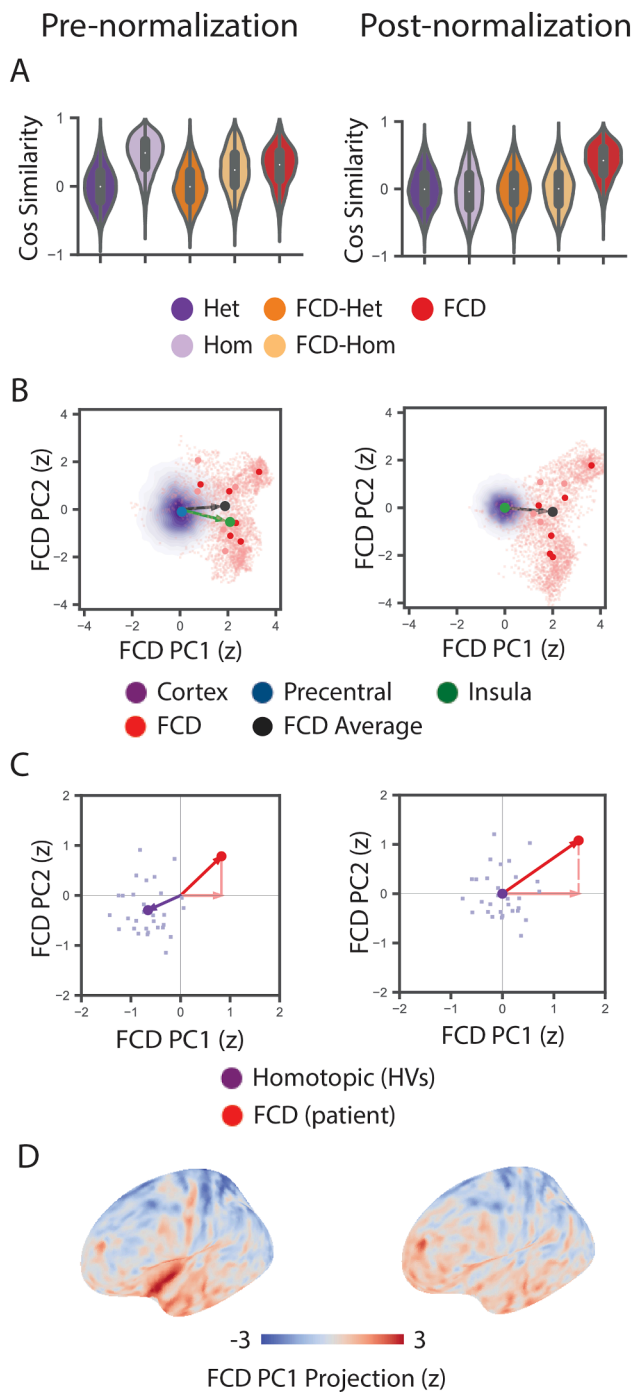 Pre-normalization Post-normalization
A
Cos Similarity
1
0
−1
Cos Similarity
1
0
−1
Het FCD-Het FCD
Hom FCD-Hom
B
FCD PC2 (z)
4
2
0
−2
−4
−4 −2 0 2 4
FCD PC1 (z)
FCD PC2 (z)
4
2
0
−2
−4
−4 −2 0 2 4
FCD PC1 (z)
Cortex Precentral Insula
FCD FCD Average
C
FCD PC2 (z)
2
1
0
−1
−2
−2 −1 0 1 2
FCD PC1 (z)
FCD PC2 (z)
2
1
0
−1
−2
−2 −1 0 1 2
FCD PC1 (z)
Homotopic (HVs)
FCD (patient)
D
-3 3
FCD PC1 Projection (z)